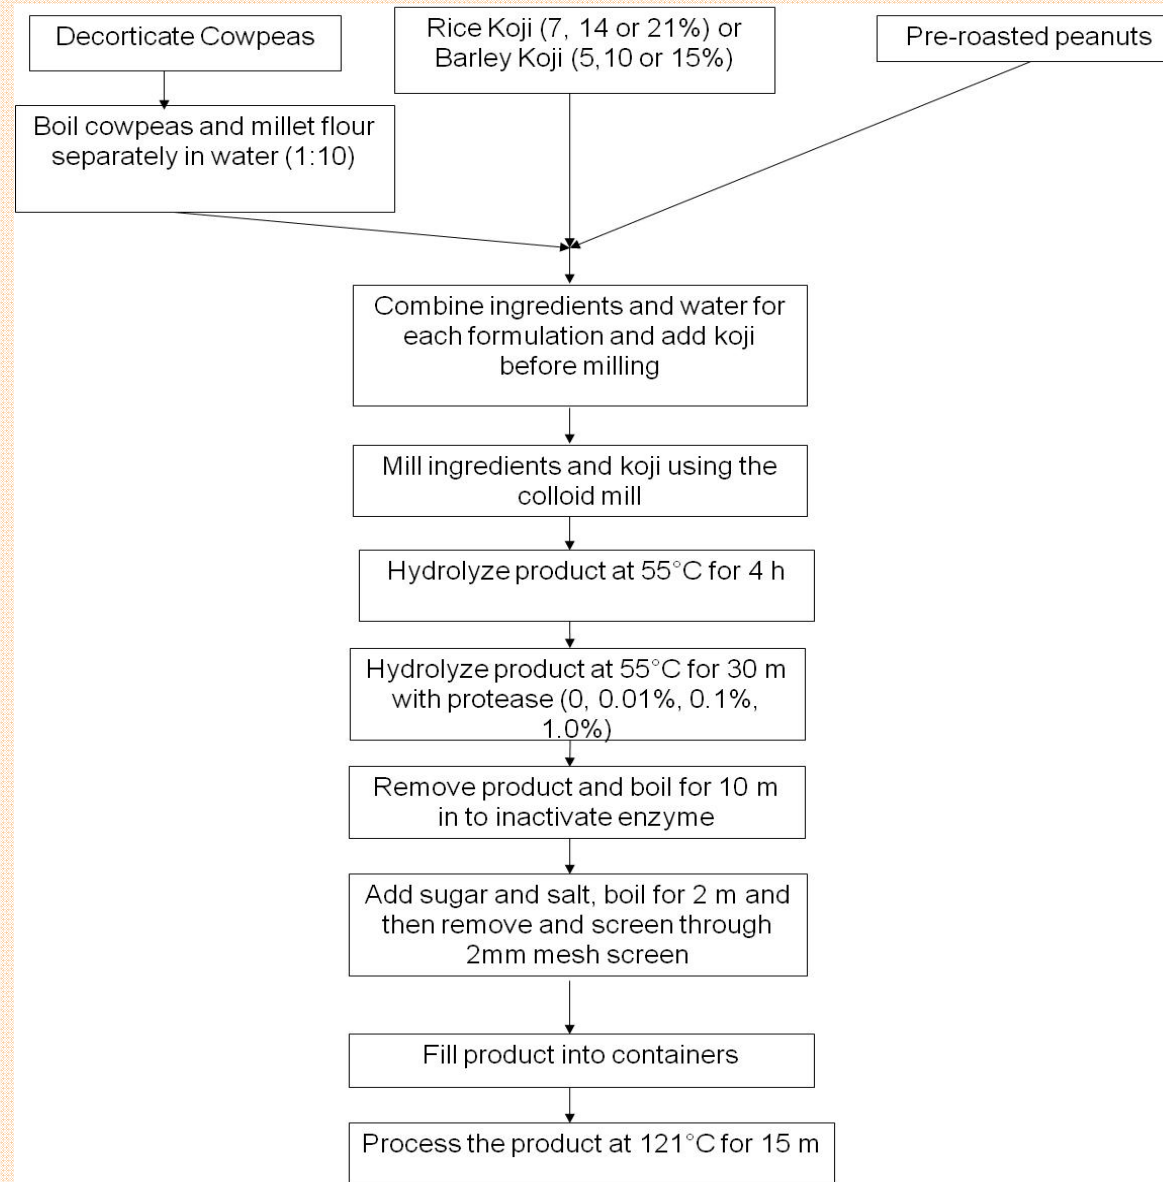 Decorticate Cowpeas
Rice Koji (7, 14 or 21%) or
Barley Koji (5,10 or 15%)
Pre-roasted peanuts
Boil cowpeas and millet flour
separately in water (1:10)
Combine ingredients and water for
each formulation and add koji
before milling
Mill ingredients and koji using the
colloid mill
Hydrolyze product at 55°C for 4 h
Hydrolyze product at 55°C for 30 m
with protease (0, 0.01%, 0.1%,
1.0%)
Remove product and boil for 10 m
in to inactivate enzyme
Add sugar and salt, boil for 2 m and
then remove and screen through
2mm mesh screen
Fill product into containers
Process the product at 121°C for 15 m